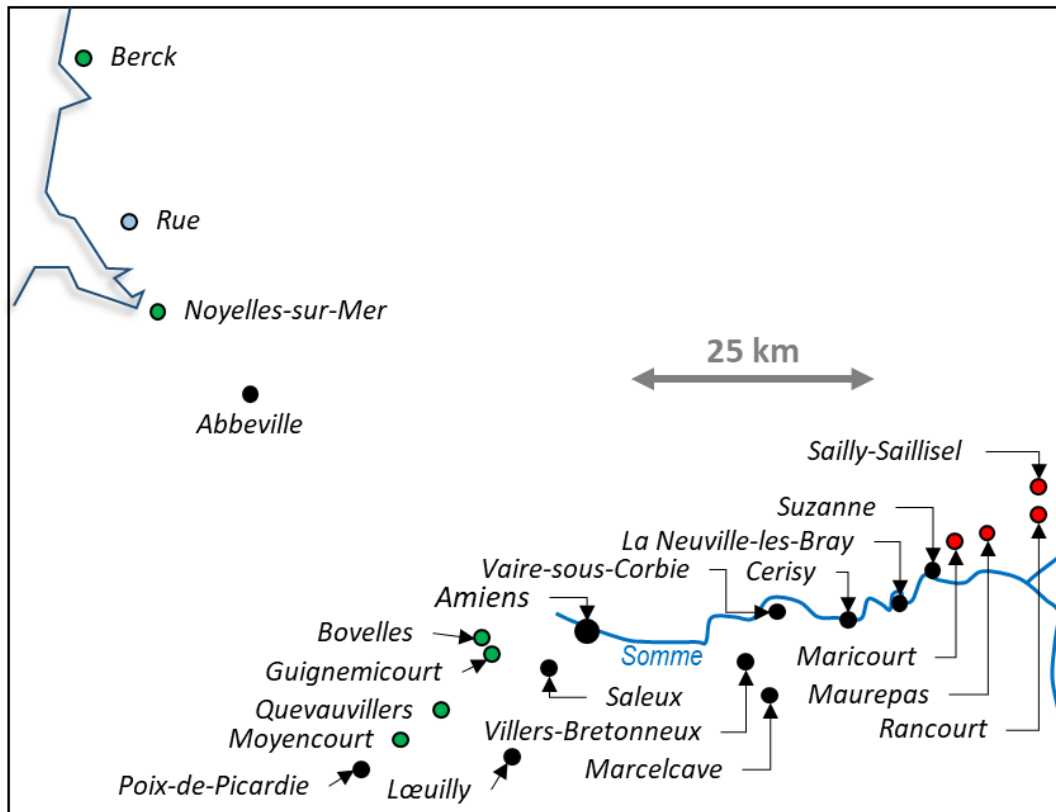 Berck
Rue
Noyelles-sur-Mer
25 km
Abbeville
Sailly-Saillisel
Suzanne
La Neuville-les-Bray
Vaire-sous-Corbie
Cerisy
Amiens
Bovelles
Somme
Maricourt
Guignemicourt
Saleux
Maurepas
Quevauvillers
Villers-Bretonneux
Rancourt
Moyencourt
Marcelcave
Poix-de-Picardie
Lœuilly